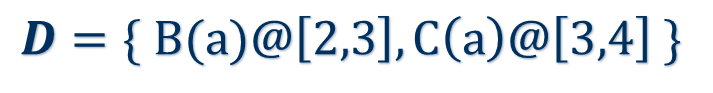 D = { B(a)@[2,3], C(a)@[3,4] }